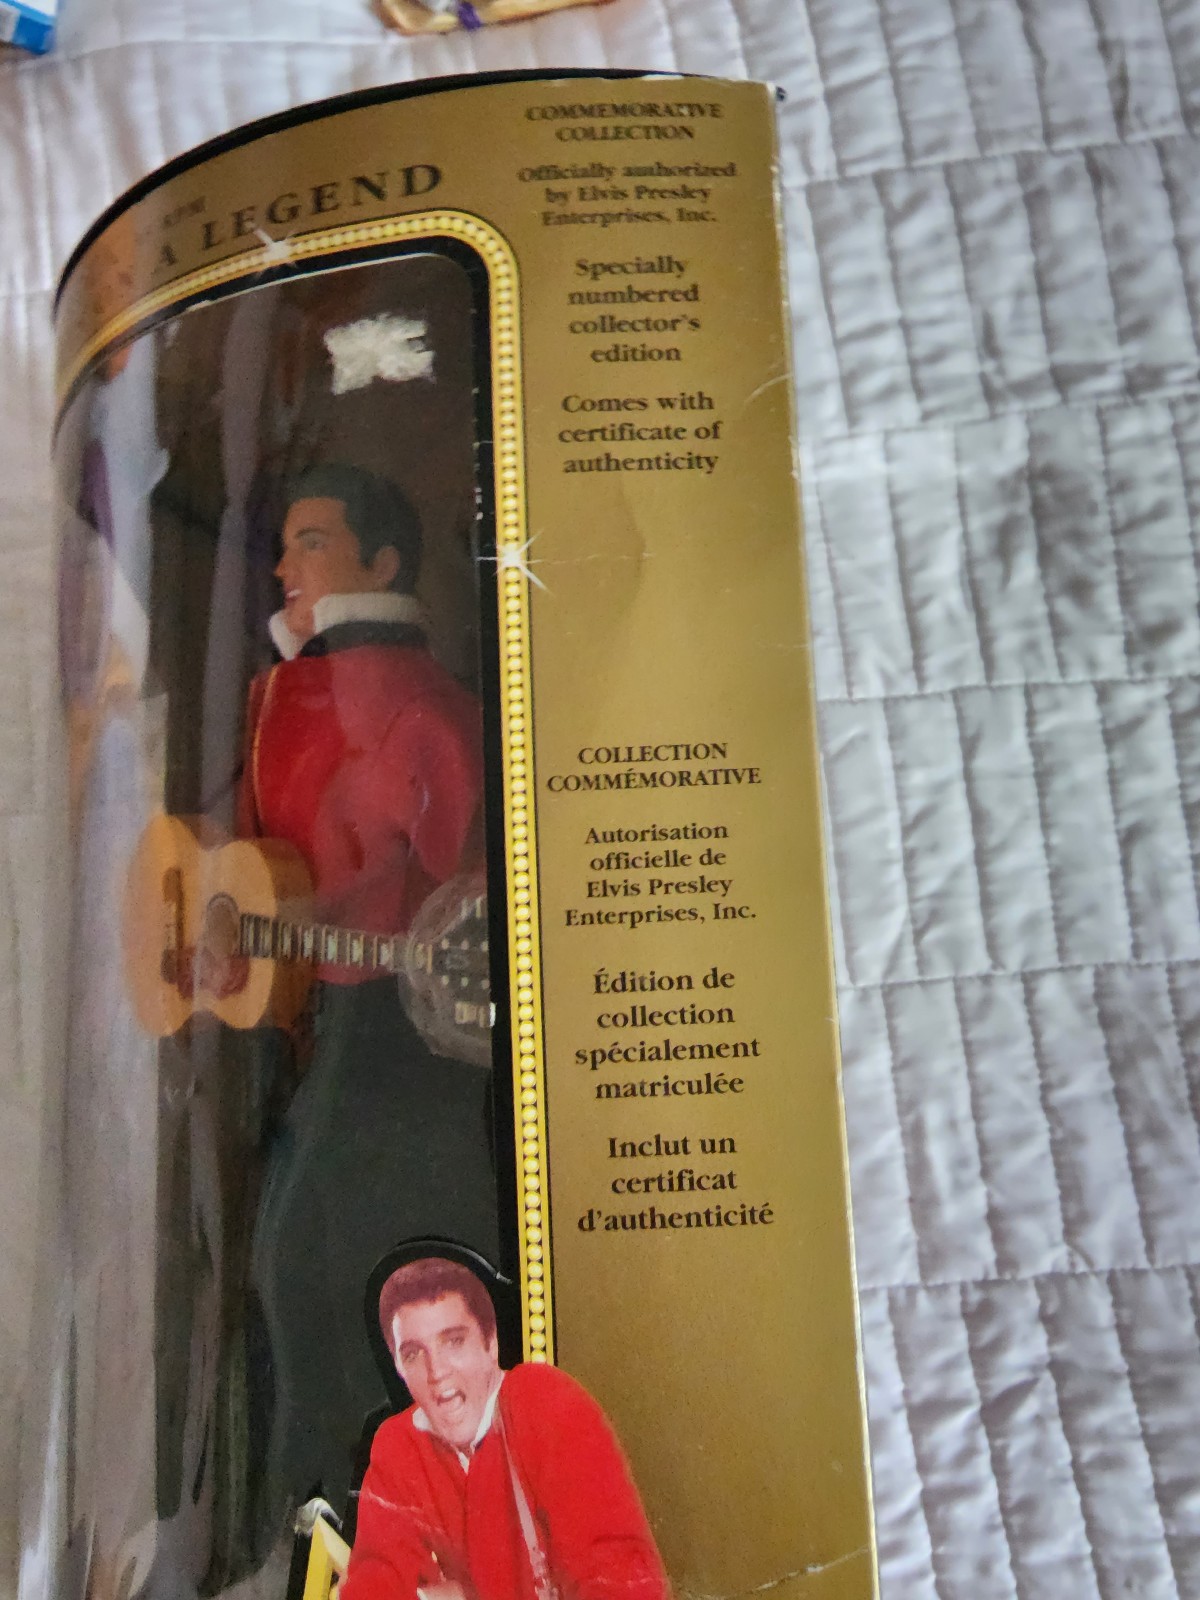 A LEGEND
COMMEMORATIVE
COLLECTION
Officially authorized
by Elvis Presley
Enterprises, Inc.
Specially
numbered
collector's
edition
Comes with
certificate of
authenticity
COLLECTION
COMMÉMORATIVE
Autorisation
officielle de
Elvis Presley
Enterprises, Inc.
Édition de
collection
spécialement
matriculée
Inclut un
certificat
d'authenticité